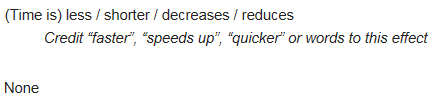 (Time is) less / shorter / decreases / reduces
Credit “faster”, “speeds up”, “quicker” or words to this effect
None